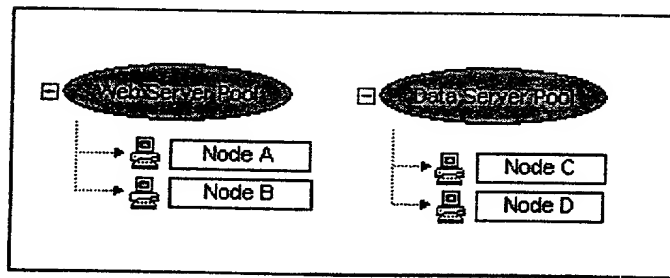 Web Server Pool
Node A
Node B
Data Server Pool
Node C
Node D